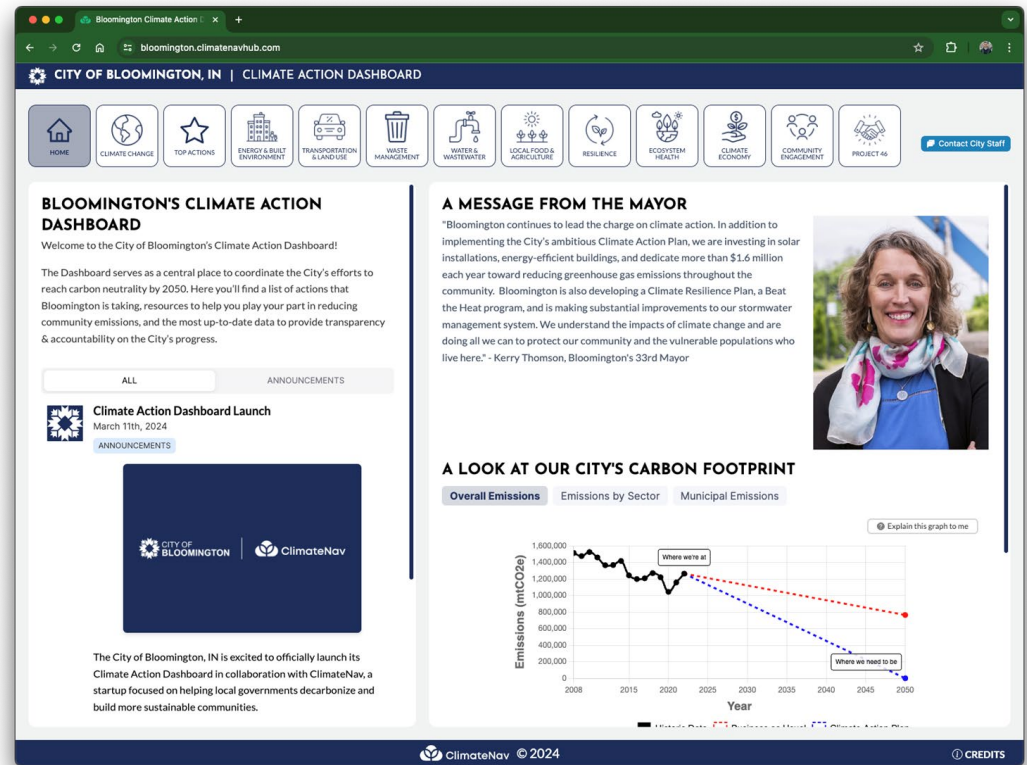 Bloomington Climate Action D
bloomington.climatenavhub.com
CITY OF BLOOMINGTON, IN | CLIMATE ACTION DASHBOARD
HOME
CLIMATE CHANGE
TOP ACTIONS
ENERGY & BUILT
ENVIRONMENT
TRANSPORTATION
& LAND USE
WASTE
MANAGEMENT
WATER &
WASTEWATER
LOCAL FOOD &
AGRICULTURE
RESILIENCE
ECOSYSTEM
HEALTH
CLIMATE
ECONOMY
COMMUNITY
ENGAGEMENT
PROJECT 46
Contact City Staff
BLOOMINGTON'S CLIMATE ACTION
DASHBOARD
Welcome to the City of Bloomington's Climate Action Dashboard!
The Dashboard serves as a central place to coordinate the City's efforts to
reach carbon neutrality by 2050. Here you'll find a list of actions that
Bloomington is taking, resources to help you play your part in reducing
community emissions, and the most up-to-date data to provide transparency
& accountability on the City's progress.
ALL
ANNOUNCEMENTS
Climate Action Dashboard Launch
March 11th, 2024
ANNOUNCEMENTS
CITY OF
BLOOMINGTON
ClimateNav
The City of Bloomington, IN is excited to officially launch its
Climate Action Dashboard in collaboration with ClimateNav, a
startup focused on helping local governments decarbonize and
build more sustainable communities.
A MESSAGE FROM THE MAYOR
"Bloomington continues to lead the charge on climate action. In addition to
implementing the City's ambitious Climate Action Plan, we are investing in solar
installations, energy-efficient buildings, and dedicate more than $1.6 million
each year toward reducing greenhouse gas emissions throughout the
community. Bloomington is also developing a Climate Resilience Plan, a Beat
the Heat program, and is making substantial improvements to our stormwater
management system. We understand the impacts of climate change and are
doing all we can to protect our community and the vulnerable populations who
live here." - Kerry Thomson, Bloomington's 33rd Mayor
A LOOK AT OUR CITY'S CARBON FOOTPRINT
Overall Emissions
Emissions by Sector
Municipal Emissions
Explain this graph to me
Emissions (mtCO2e)
1,600,000
1,400,000
1,200,000
1,000,000
800,000
600,000
400,000
200,000
0
Where we're at
Where we need to be
2008
2015
2020
2025
2030
2035
2040
2045
2050
Year
ClimateNav © 2024
CREDITS